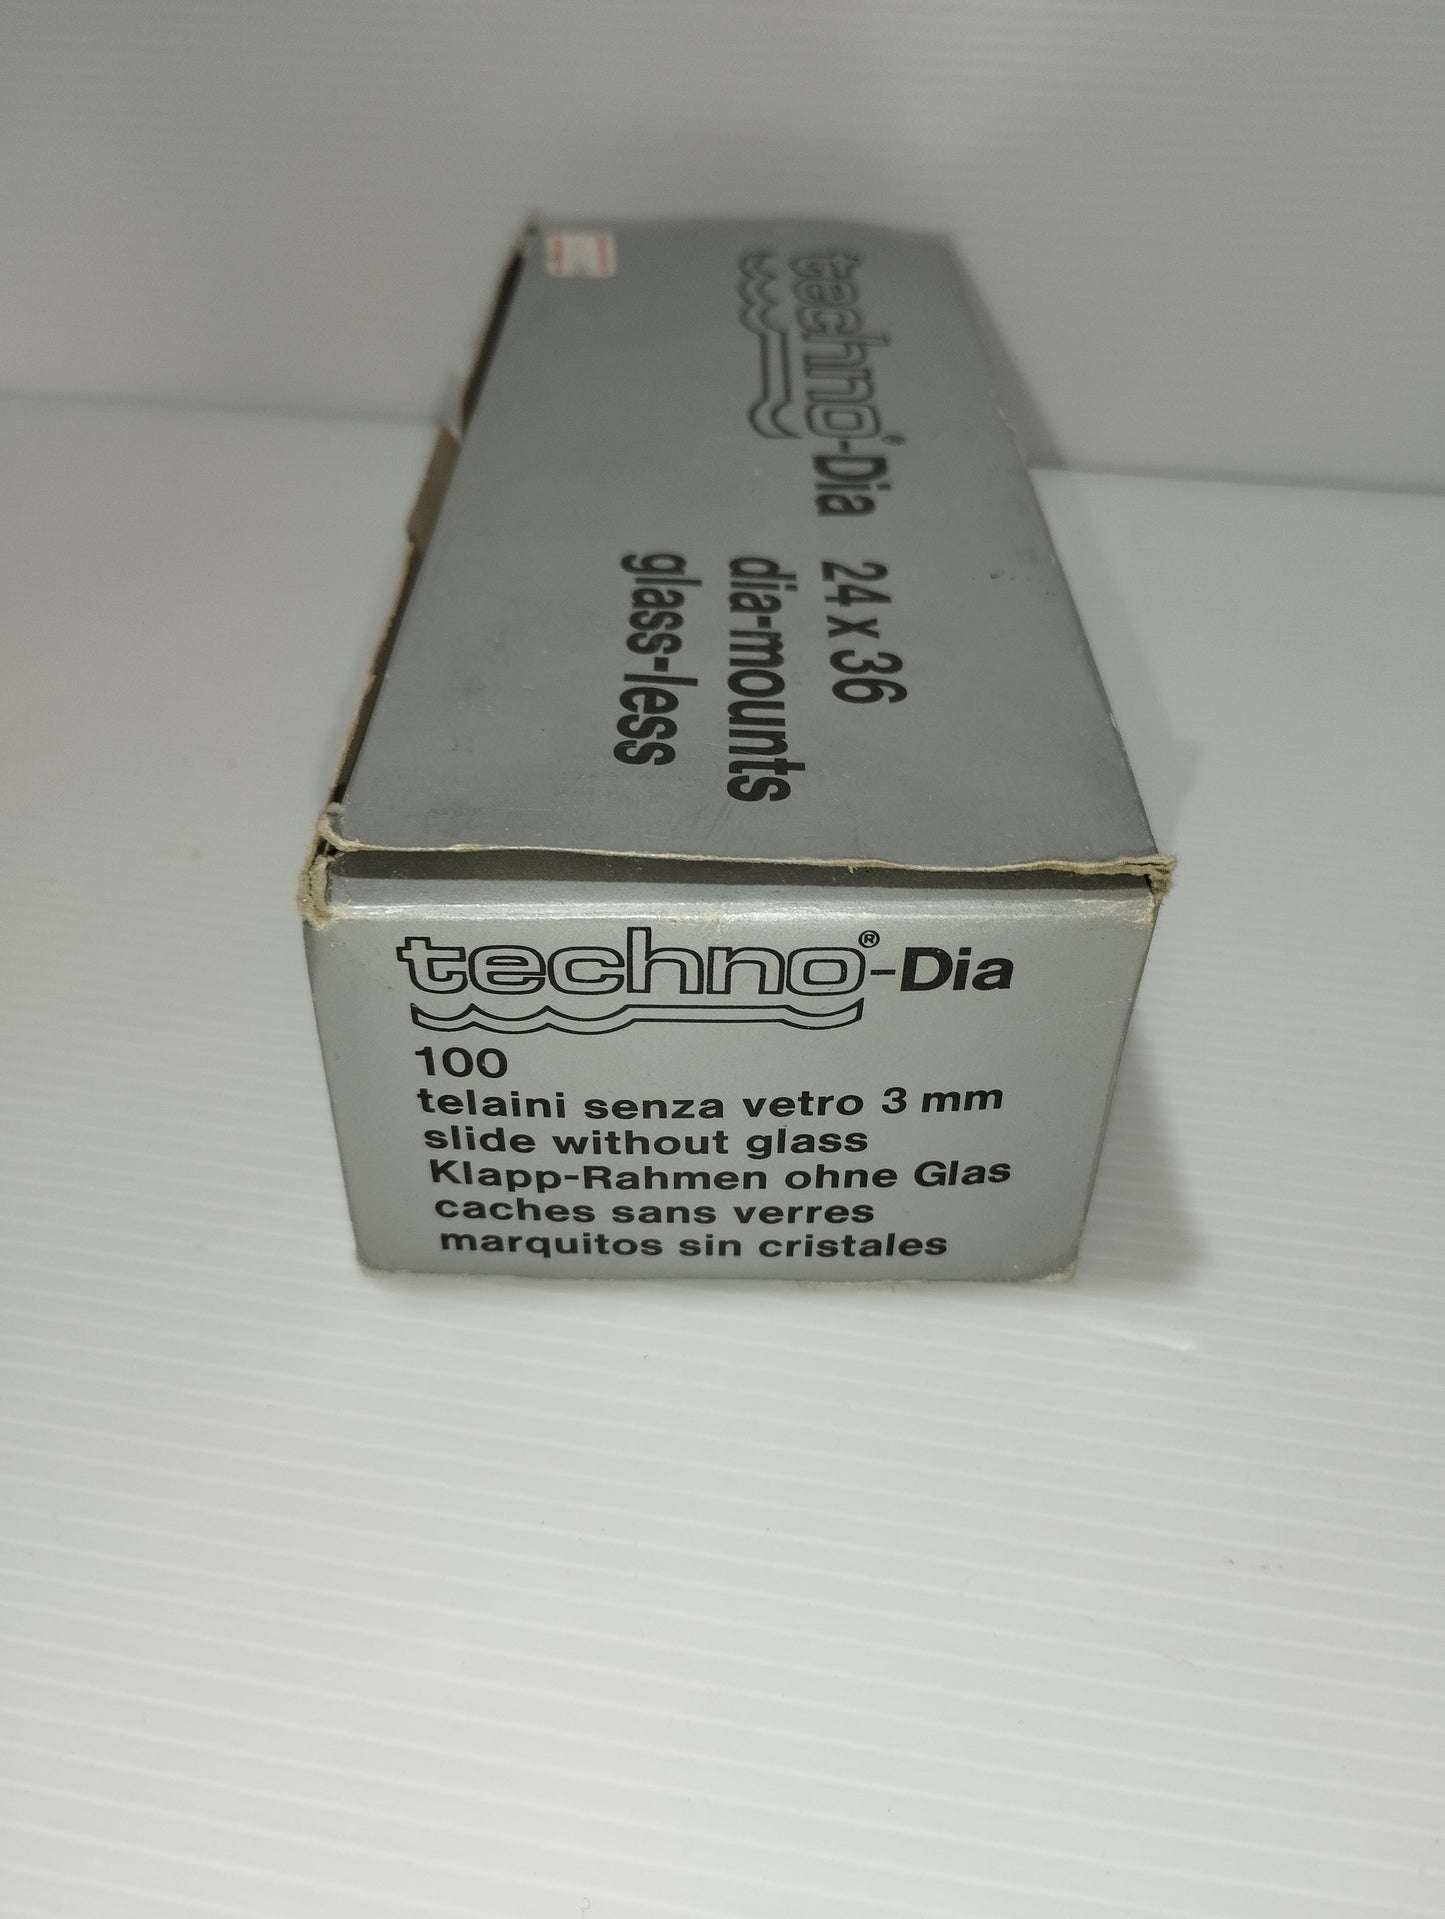 techno®-Dia 24 x 36
dia-mounts
glass-less
techno®-Dia
100
telaini senza vetro 3 mm
slide without glass
Klapp-Rahmen ohne Glas
caches sans verres
marquitos sin cristales